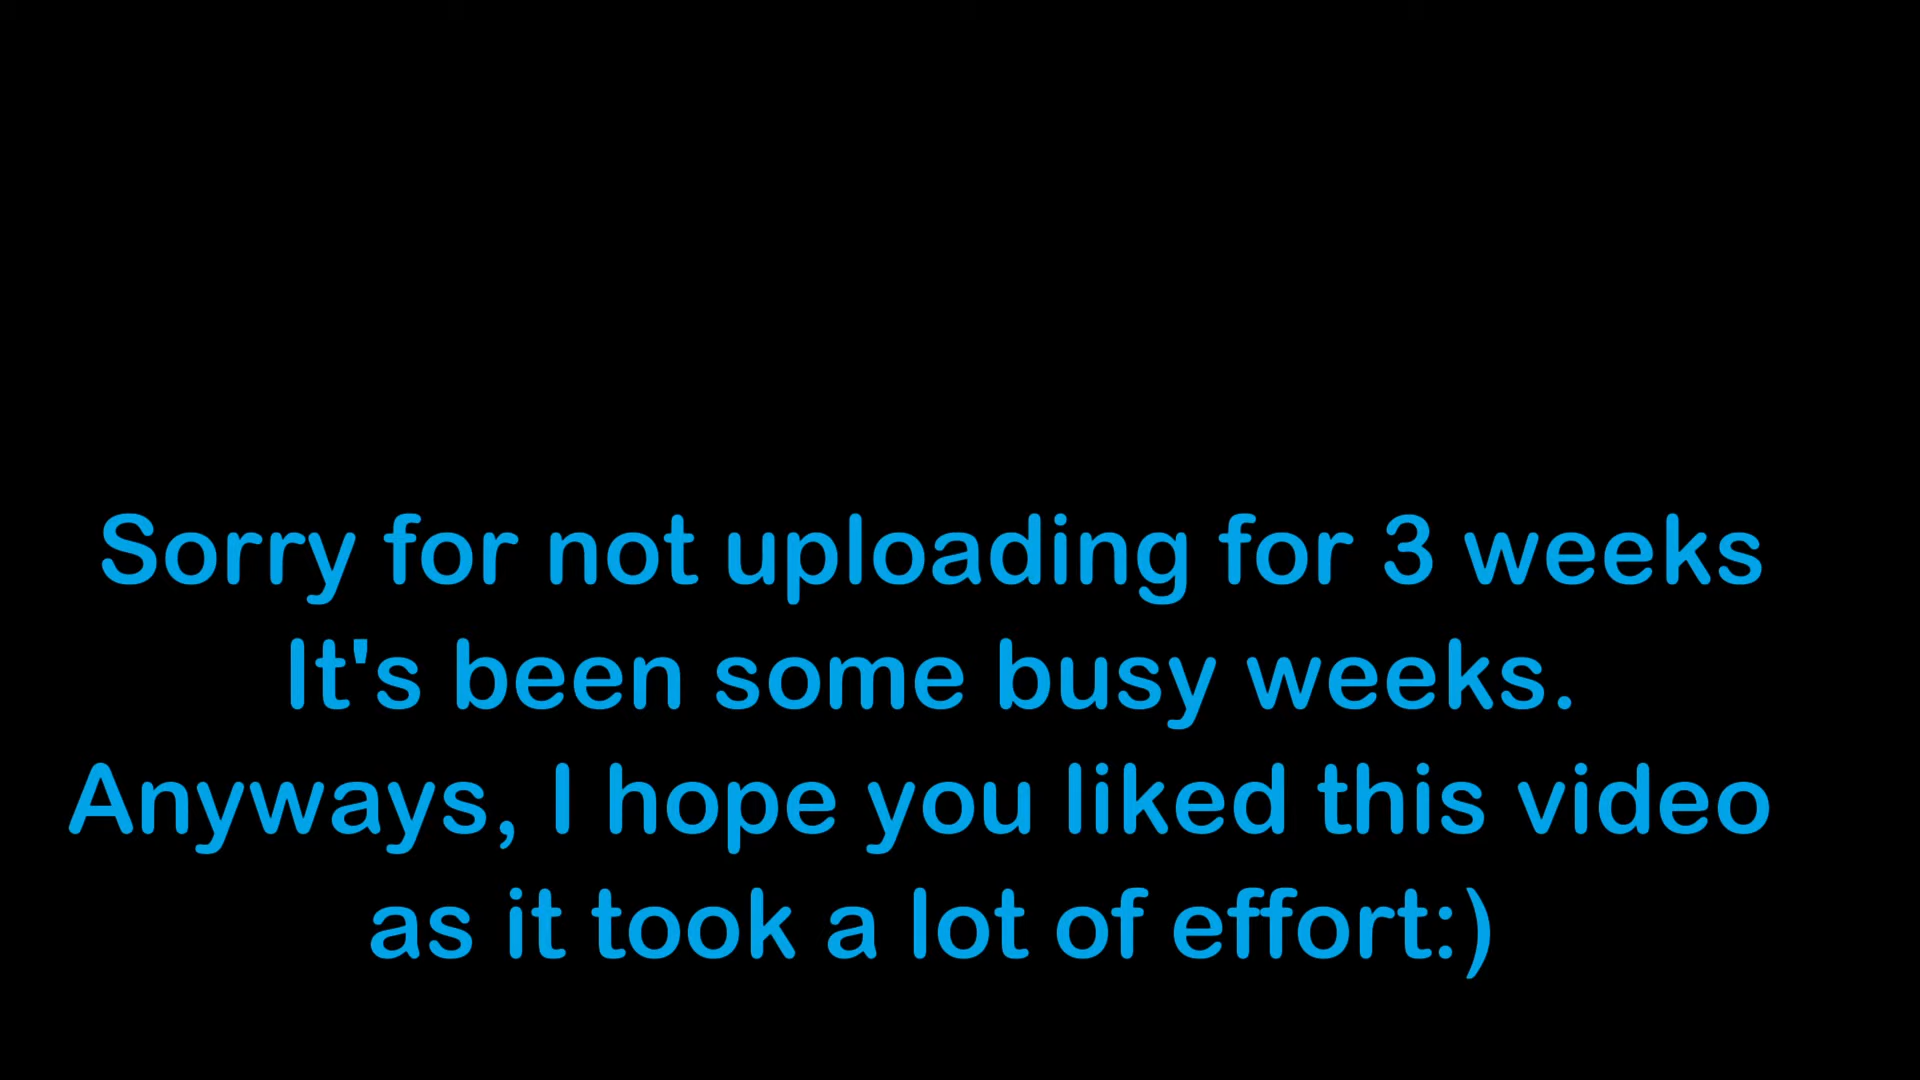 Sorry for not uploading for 3 weeks
It's been some busy weeks.
Anyways, I hope you liked this video
as it took a lot of effort:)